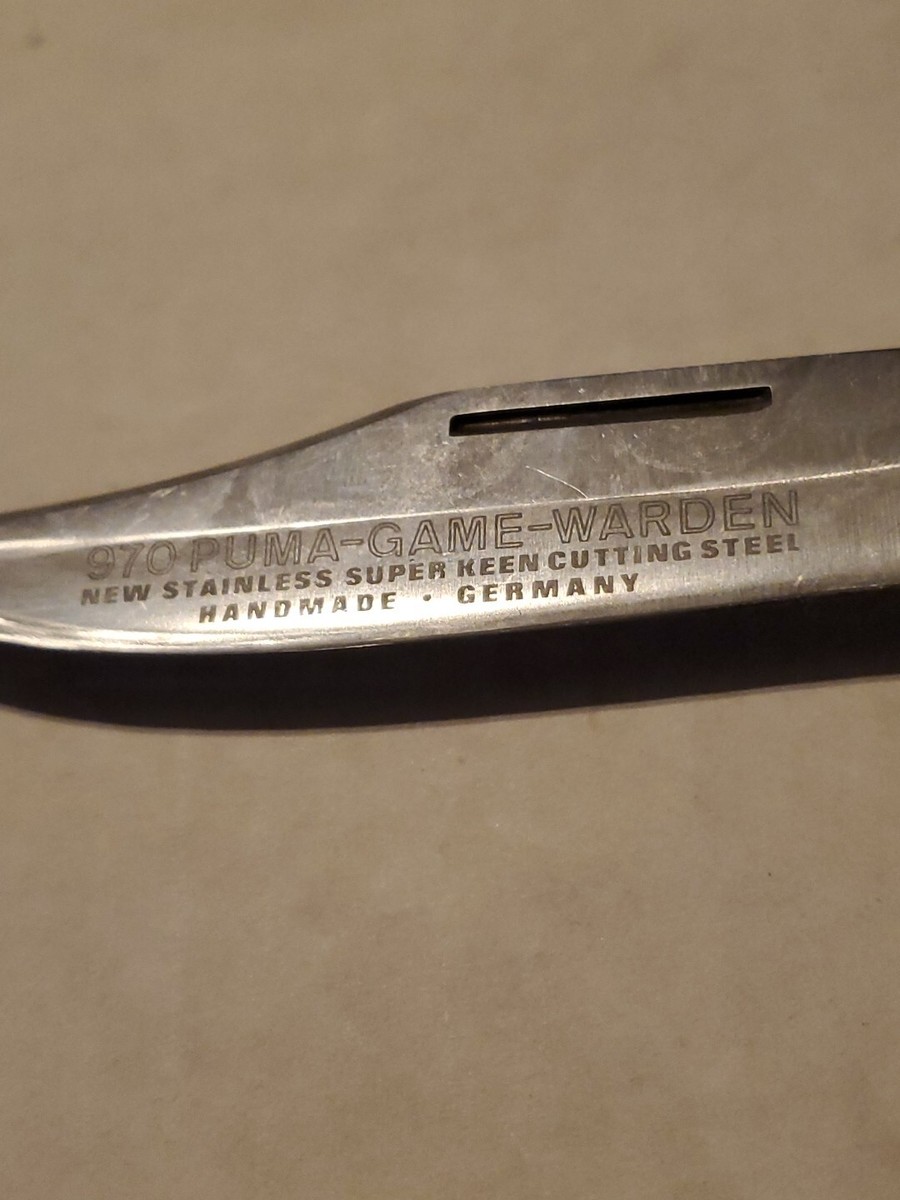 970 PUMA-GAME-WARDEN
NEW STAINLESS SUPER KEEN CUTTING STEEL
HANDMADE · GERMANY